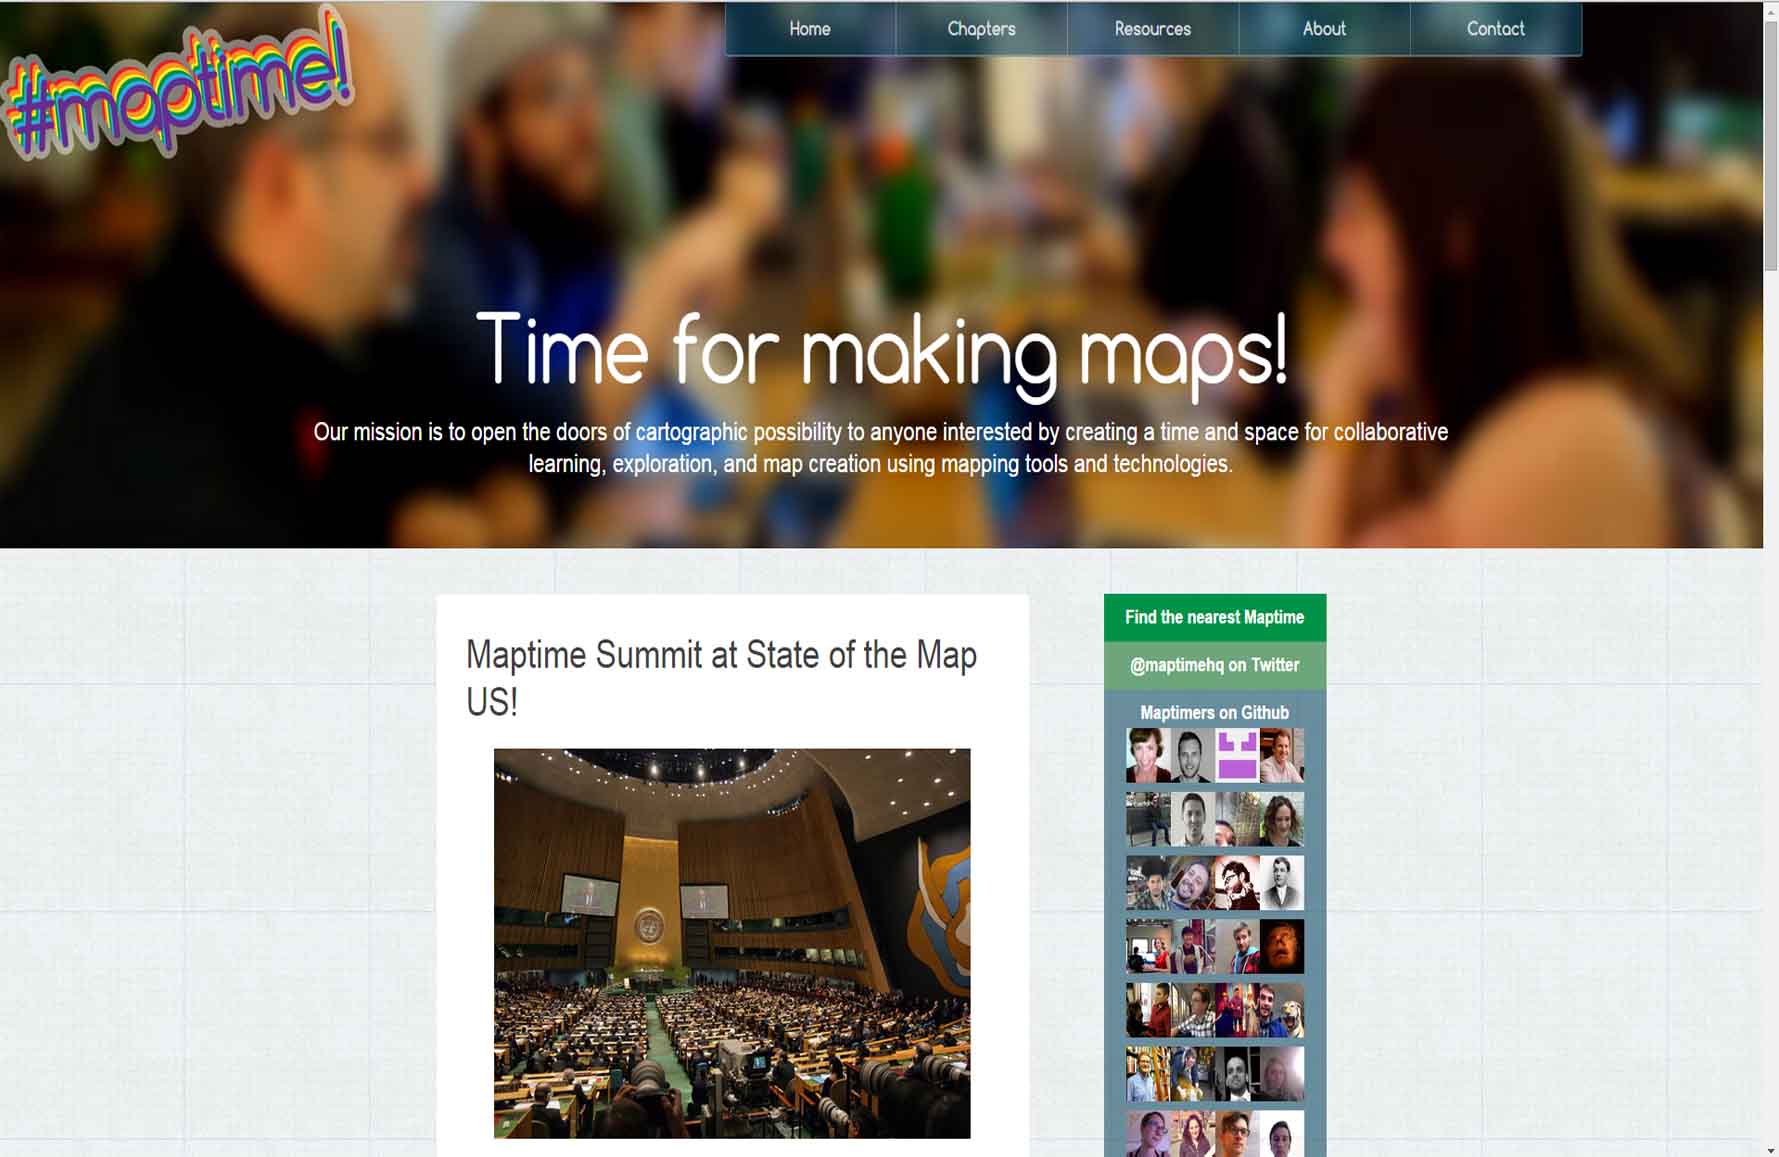 #maptime!
Home
Chapters
Resources
About
Contact
Time for making maps!
Our mission is to open the doors of cartographic possibility to anyone interested by creating a time and space for collaborative
learning, exploration, and map creation using mapping tools and technologies.
Maptime Summit at State of the Map
US!
Find the nearest Maptime
@maptimehq on Twitter
Maptimers on Github